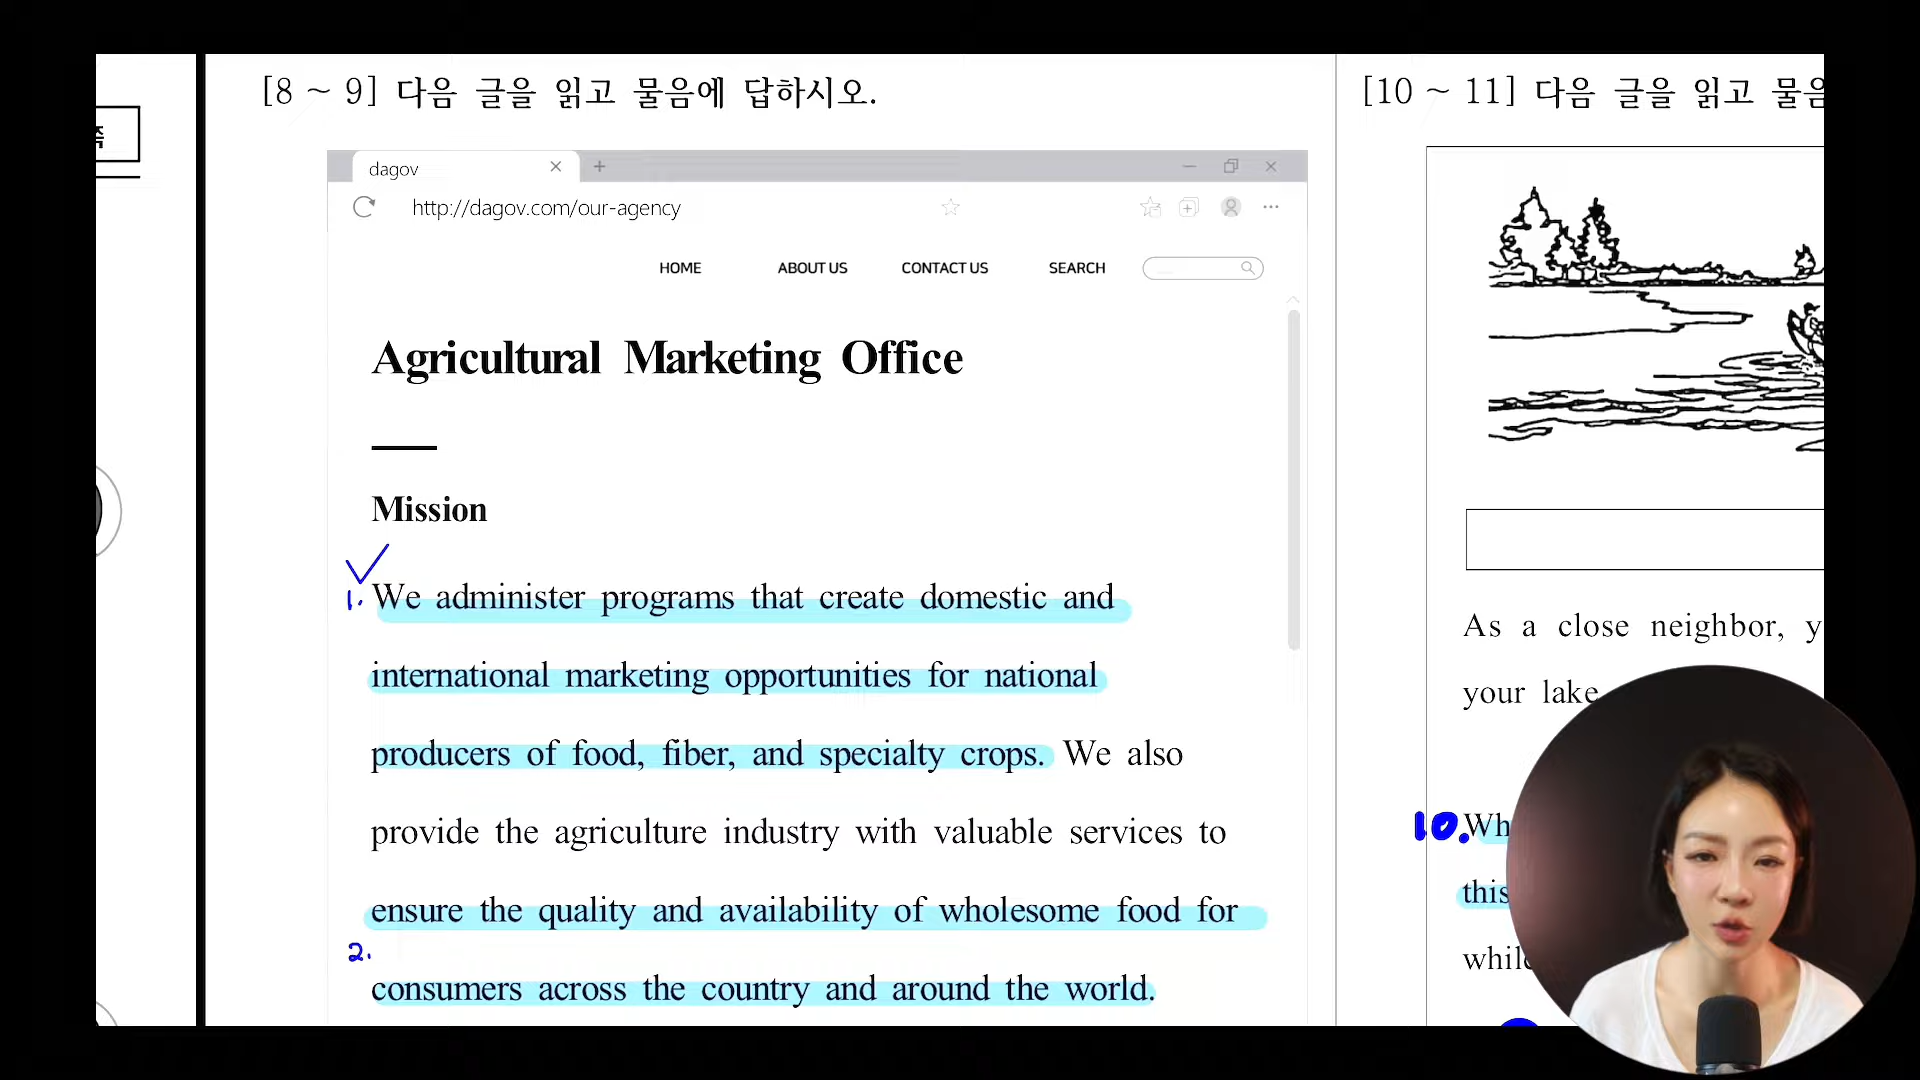 [8 ~ 9] 다음 글을 읽고 물음에 답하시오.
dagov
http://dagov.com/our-agency
HOME ABOUT US CONTACT US SEARCH
Agricultural Marketing Office
Mission
1. We administer programs that create domestic and
international marketing opportunities for national
producers of food, fiber, and specialty crops. We also
provide the agriculture industry with valuable services to
ensure the quality and availability of wholesome food for
2.
consumers across the country and around the world.
[10 ~ 11] 다음 글을 읽고
As a close neighbor,
your lake
10.
this